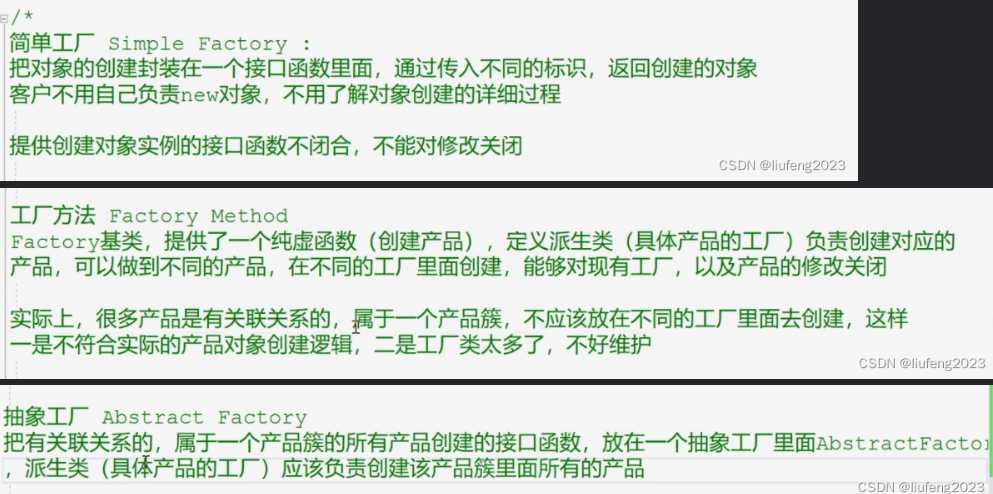 /*
简单工厂 Simple Factory :
把对象的创建封装在一个接口函数里面，通过传入不同的标识，返回创建的对象
客户不用自己负责new对象，不用了解对象创建的详细过程
提供创建对象实例的接口函数不闭合，不能对修改关闭
CSDN @liufeng2023
工厂方法 Factory Method
Factory基类，提供了一个纯虚函数（创建产品），定义派生类（具体产品的工厂）负责创建对应的
产品，可以做到不同的产品，在不同的工厂里面创建，能够对现有工厂，以及产品的修改关闭
实际上，很多产品是有关联关系的，属于一个产品簇，不应该放在不同的工厂里面去创建，这样
一是不符合实际的产品对象创建逻辑，二是工厂类太多了，不好维护
CSDN @liufeng2023
抽象工厂 Abstract Factory
把有关联关系的，属于一个产品簇的所有产品创建的接口函数，放在一个抽象工厂里面AbstractFactor
，派生类（具体产品的工厂）应该负责创建该产品簇里面所有的产品
CSDN @liufeng2023